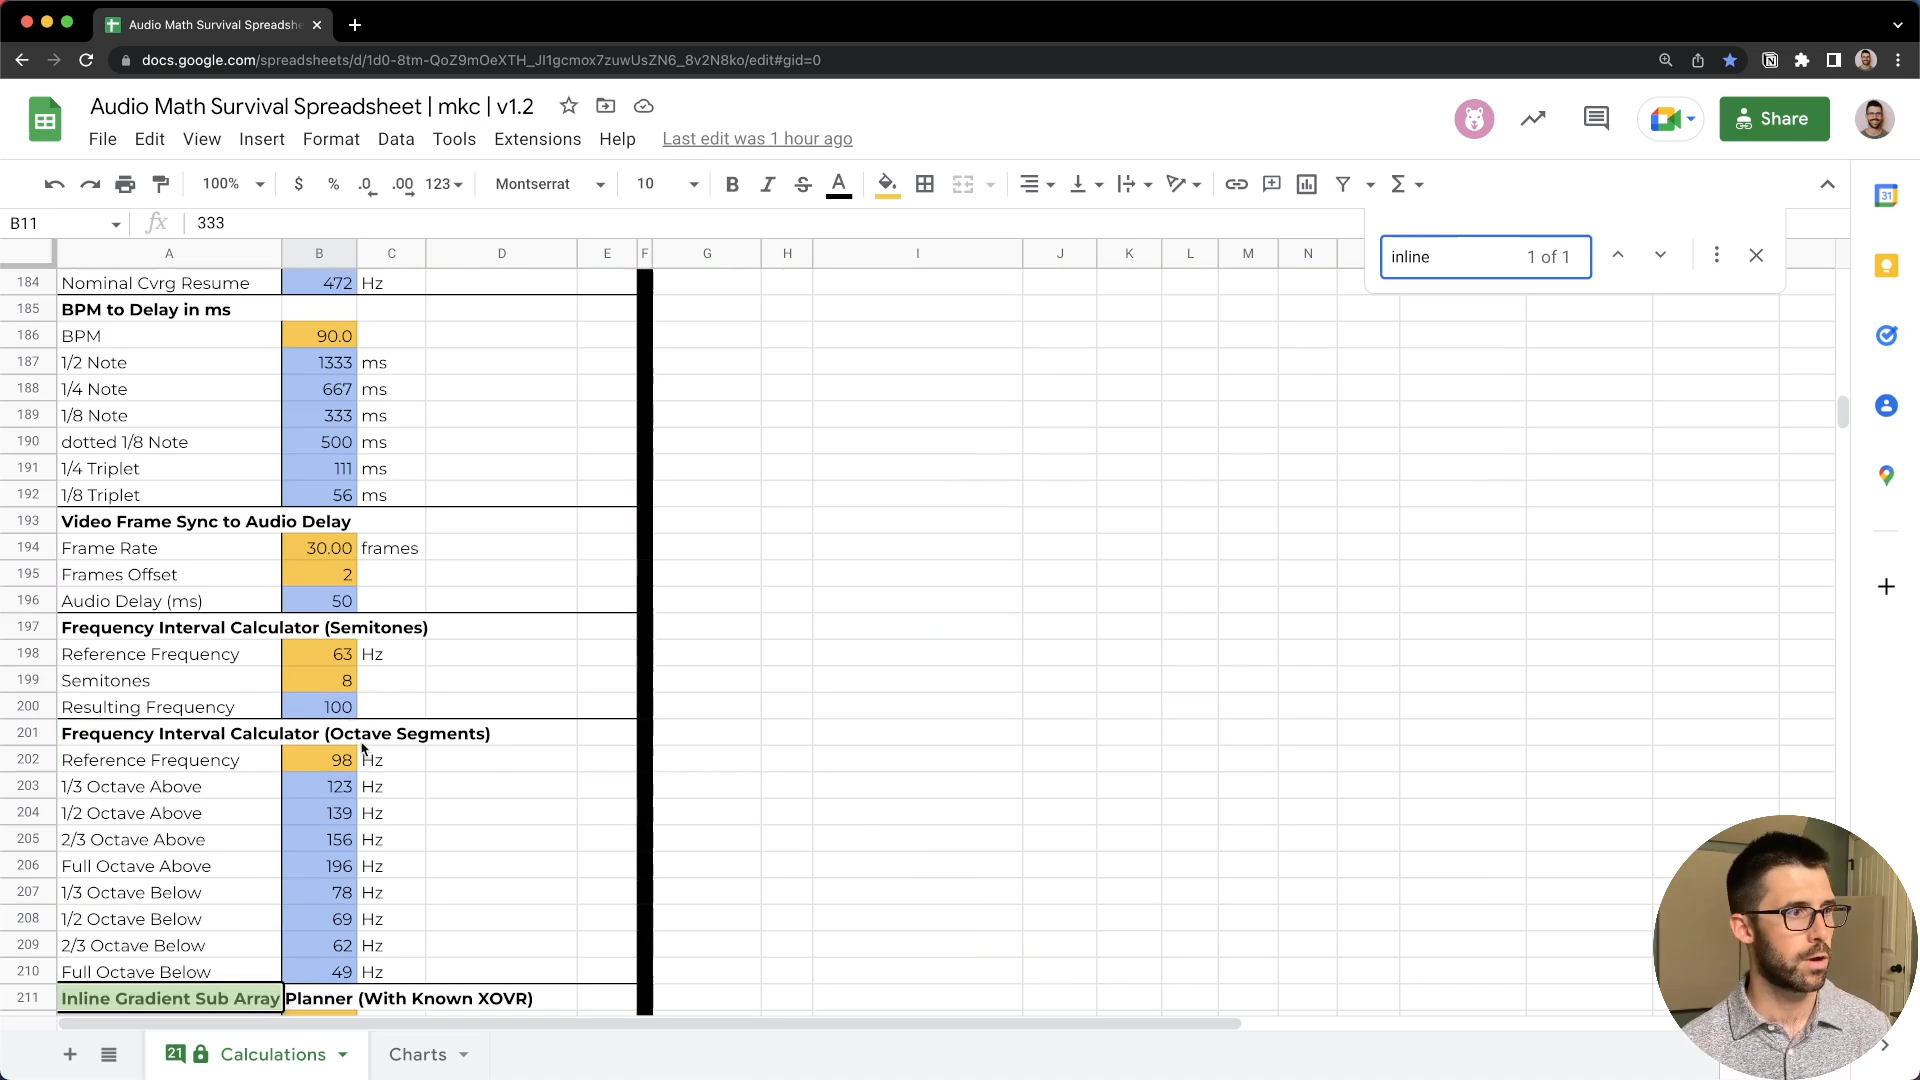 Audio Math Survival Spreadshe
docs.google.com/spreadsheets/d/1d0-8tm-QoZ9mOeXTH_JI1gcmox7zuwUsZN6_8v2N8ko/edit#gid=0
Audio Math Survival Spreadsheet | mkc | v1.2
Share
File Edit View Insert Format Data Tools Extensions Help Last edit was 1 hour ago
100% $ % .0 .00 123 Montserrat 10 B I S A
31
B11 fx 333
inline 1 of 1
A B C D E F G H I J K L M N
184 Nominal Cvrg Resume 472 Hz
185 BPM to Delay in ms
186 BPM 90.0
187 1/2 Note 1333 ms
188 1/4 Note 667 ms
189 1/8 Note 333 ms
190 dotted 1/8 Note 500 ms
191 1/4 Triplet 111 ms
192 1/8 Triplet 56 ms
193 Video Frame Sync to Audio Delay
194 Frame Rate 30.00 frames
195 Frames Offset 2
196 Audio Delay (ms) 50
197 Frequency Interval Calculator (Semitones)
198 Reference Frequency 63 Hz
199 Semitones 8
200 Resulting Frequency 100
201 Frequency Interval Calculator (Octave Segments)
202 Reference Frequency 98 Hz
203 1/3 Octave Above 123 Hz
204 1/2 Octave Above 139 Hz
205 2/3 Octave Above 156 Hz
206 Full Octave Above 196 Hz
207 1/3 Octave Below 78 Hz
208 1/2 Octave Below 69 Hz
209 2/3 Octave Below 62 Hz
210 Full Octave Below 49 Hz
211 Inline Gradient Sub Array Planner (With Known XOVR)
21 Calculations Charts